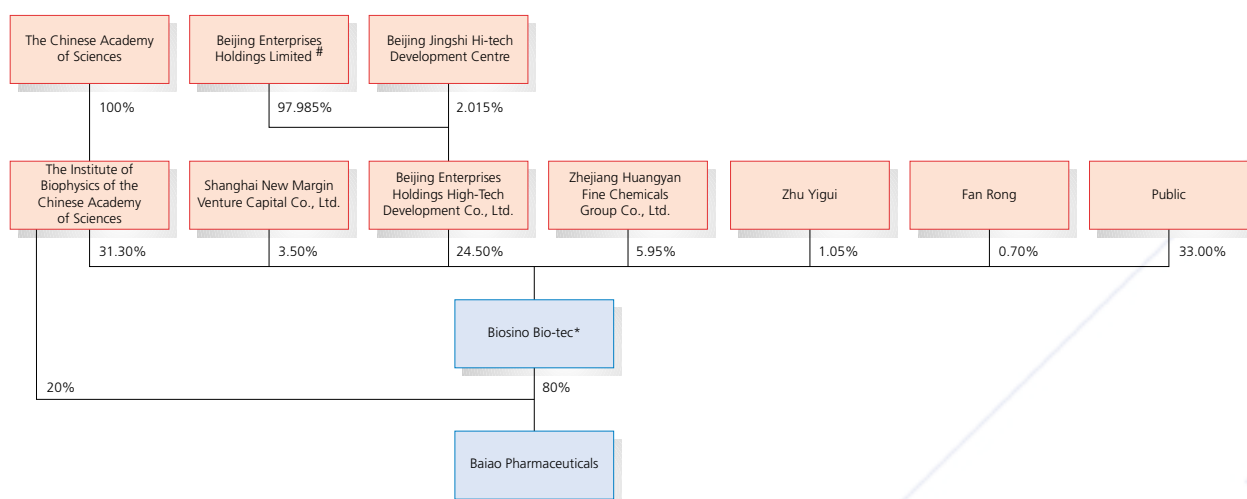 The Chinese Academy
of Sciences
Beijing Enterprises
Holdings Limited #
Beijing Jingshi Hi-tech
Development Centre
100%
97.985%
2.015%
The Institute of
Biophysics of the
Chinese Academy
of Sciences
Shanghai New Margin
Venture Capital Co., Ltd.
Beijing Enterprises
Holdings High-Tech
Development Co., Ltd.
Zhejiang Huangyan
Fine Chemicals
Group Co., Ltd.
Zhu Yigui
Fan Rong
Public
31.30%
3.50%
24.50%
5.95%
1.05%
0.70%
33.00%
Biosino Bio-tec*
20%
80%
Baiao Pharmaceuticals